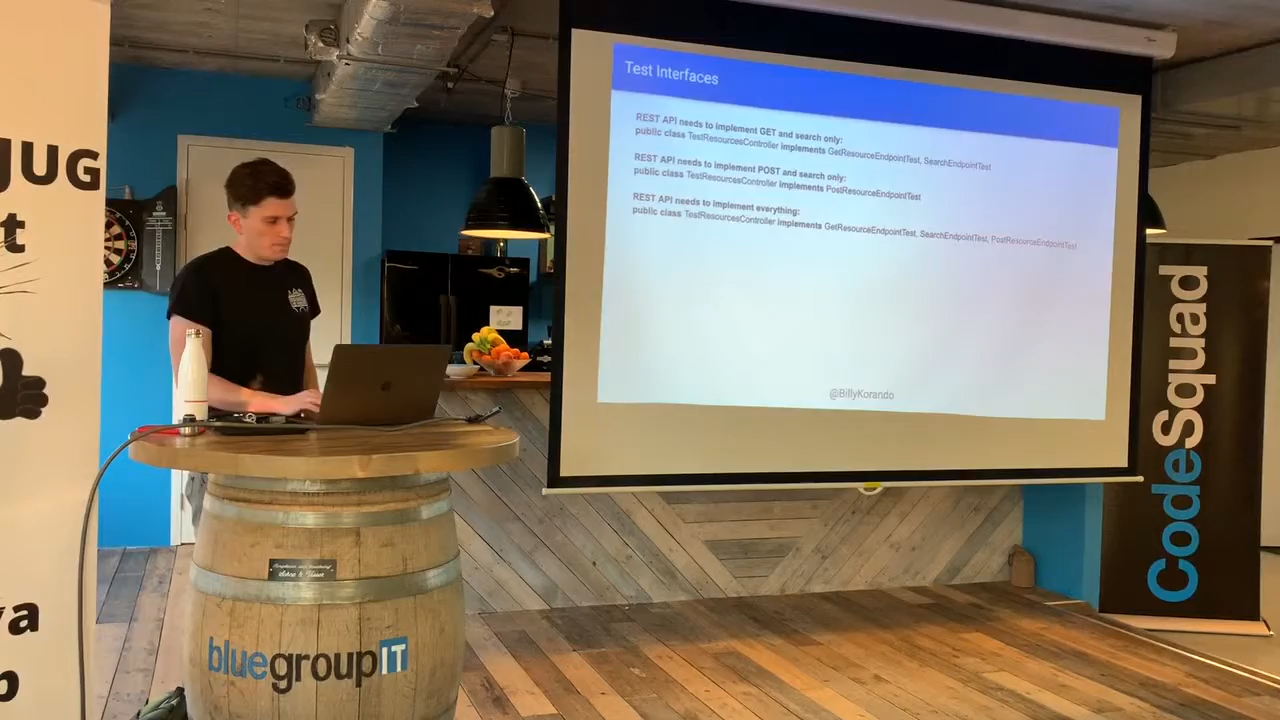 JUG
t
va
p
Test Interfaces
REST API needs to implement GET and search only:
public class TestResourcesController implements GetResourceEndpointTest, SearchEndpointTest
REST API needs to implement POST and search only:
public class TestResourcesController implements PostResourceEndpointTest
REST API needs to implement everything:
public class TestResourcesController implements GetResourceEndpointTest, SearchEndpointTest, PostResourceEndpointTest
@BillyKorando
CodeSquad
bluegroupIT